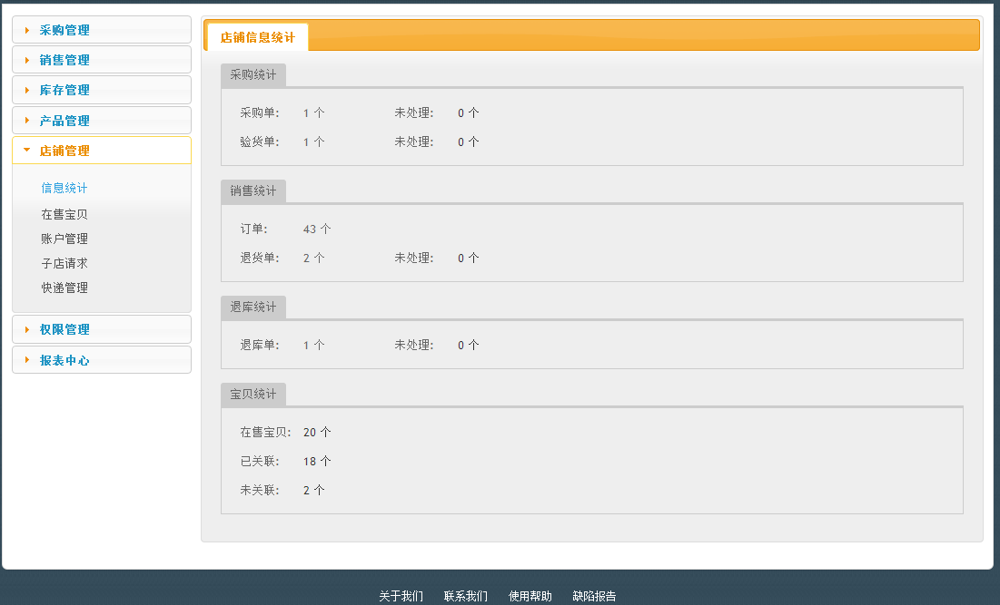 采购管理
销售管理
库存管理
产品管理
店铺管理
信息统计
在售宝贝
账户管理
子店请求
快递管理
权限管理
报表中心
店铺信息统计
采购统计
采购单: 1 个 未处理: 0 个
验货单: 1 个 未处理: 0 个
销售统计
订单: 43 个
退货单: 2 个 未处理: 0 个
退库统计
退库单: 1 个 未处理: 0 个
宝贝统计
在售宝贝: 20 个
已关联: 18 个
未关联: 2 个
关于我们 联系我们 使用帮助 缺陷报告